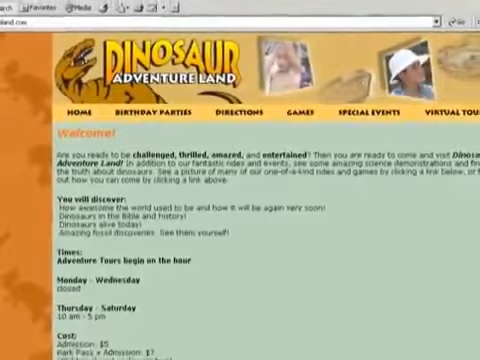 Favorites Media
land.com
Go
DINOSAUR
ADVENTURE LAND
HOME BIRTHDAY PARTIES DIRECTIONS GAMES SPECIAL EVENTS VIRTUAL TOU
Welcome!
Are you ready to be challenged, thrilled, amazed, and entertained? Then you are ready to come and visit Dinosa
Adventure Land! In addition to our fantastic rides and events, see some amazing science demonstrations and fin
the truth about dinosaurs. See a picture of many of our one-of-a-kind rides and games by clicking a link below, or f
out how you can come by clicking a link above.
You will discover:
How awesome the world used to be and how it will be again very soon!
Dinosaurs in the Bible and history!
Dinosaurs alive today!
Amazing fossil discoveries. See them yourself!
Times:
Adventure Tours begin on the hour
Monday - Wednesday
closed
Thursday - Saturday
10 am - 5 pm
Cost:
Admission: $5
Park Pass + Admission: $7